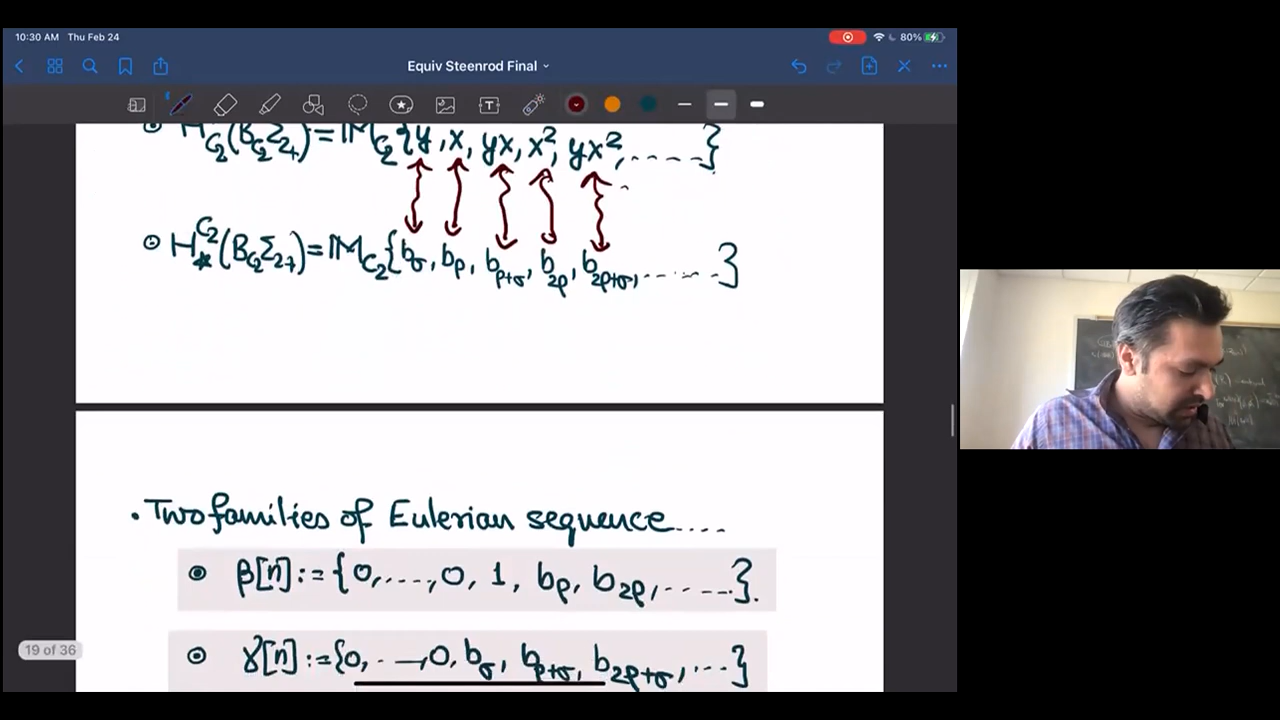 10:30 AM Thu Feb 24
80%
Equiv Steenrod Final
H_{C_2}^{*}(B_{C_2}Σ_{2+}) = 𝕄_{C_2}{y, x, yx, x², yx², .....}
H_{*}^{C_2}(B_{C_2}Σ_{2+}) = 𝕄_{C_2}{b_σ, b_ρ, b_{ρ+σ}, b_{2ρ}, b_{2ρ+σ}, ......}
• Two families of Eulerian sequence....
β[n] := {0,....,0, 1, b_ρ, b_{2ρ}, .....}.
19 of 36
γ[n] := {0,...,0, b_σ, b_{ρ+σ}, b_{2ρ+σ}, ...}